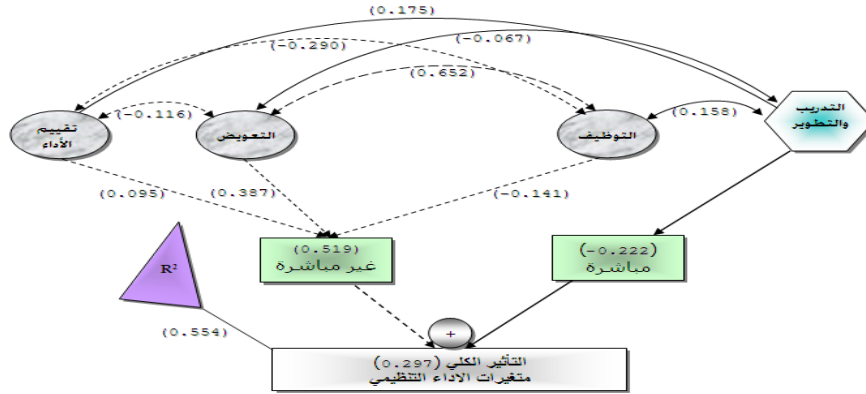 (0.175)
(-0.290)
(-0.067)
(0.652)
(-0.116)
(0.158)
تقييم
الأداء
التعويض
التوظيف
التدريب
والتطوير
(0.095)
(0.387)
(-0.141)
(0.519)
غير مباشرة
(-0.222)
مباشرة
R²
(0.554)
+
التأثير الكلي (0.297)
متغيرات الاداء التنظيمي